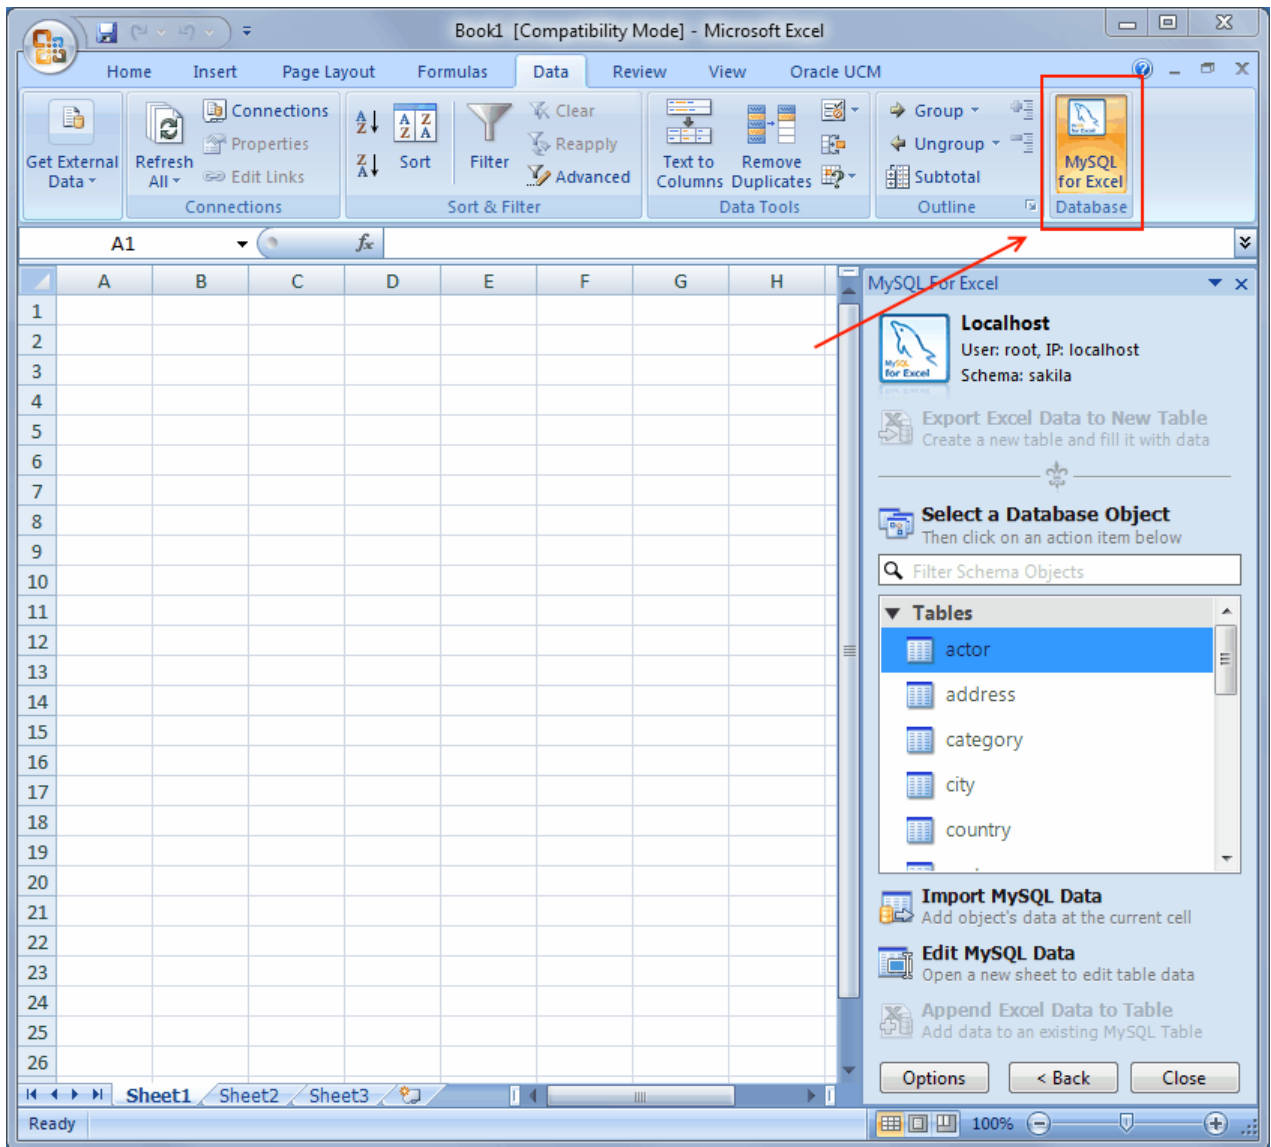 Book1 [Compatibility Mode] - Microsoft Excel
Home Insert Page Layout Formulas Data Review View Oracle UCM
Get External Data
Refresh All
Connections
Properties
Edit Links
Connections
Sort
Filter
Clear
Reapply
Advanced
Sort & Filter
Text to Columns
Remove Duplicates
Data Tools
Group
Ungroup
Subtotal
Outline
MySQL for Excel
Database
A1 fx
A B C D E F G H
1
2
3
4
5
6
7
8
9
10
11
12
13
14
15
16
17
18
19
20
21
22
23
24
25
26
MySQL For Excel
MySQL
for Excel
Localhost
User: root, IP: localhost
Schema: sakila
Export Excel Data to New Table
Create a new table and fill it with data
Select a Database Object
Then click on an action item below
Filter Schema Objects
Tables
actor
address
category
city
country
Import MySQL Data
Add object's data at the current cell
Edit MySQL Data
Open a new sheet to edit table data
Append Excel Data to Table
Add data to an existing MySQL Table
Options < Back Close
Sheet1 Sheet2 Sheet3
Ready 100%